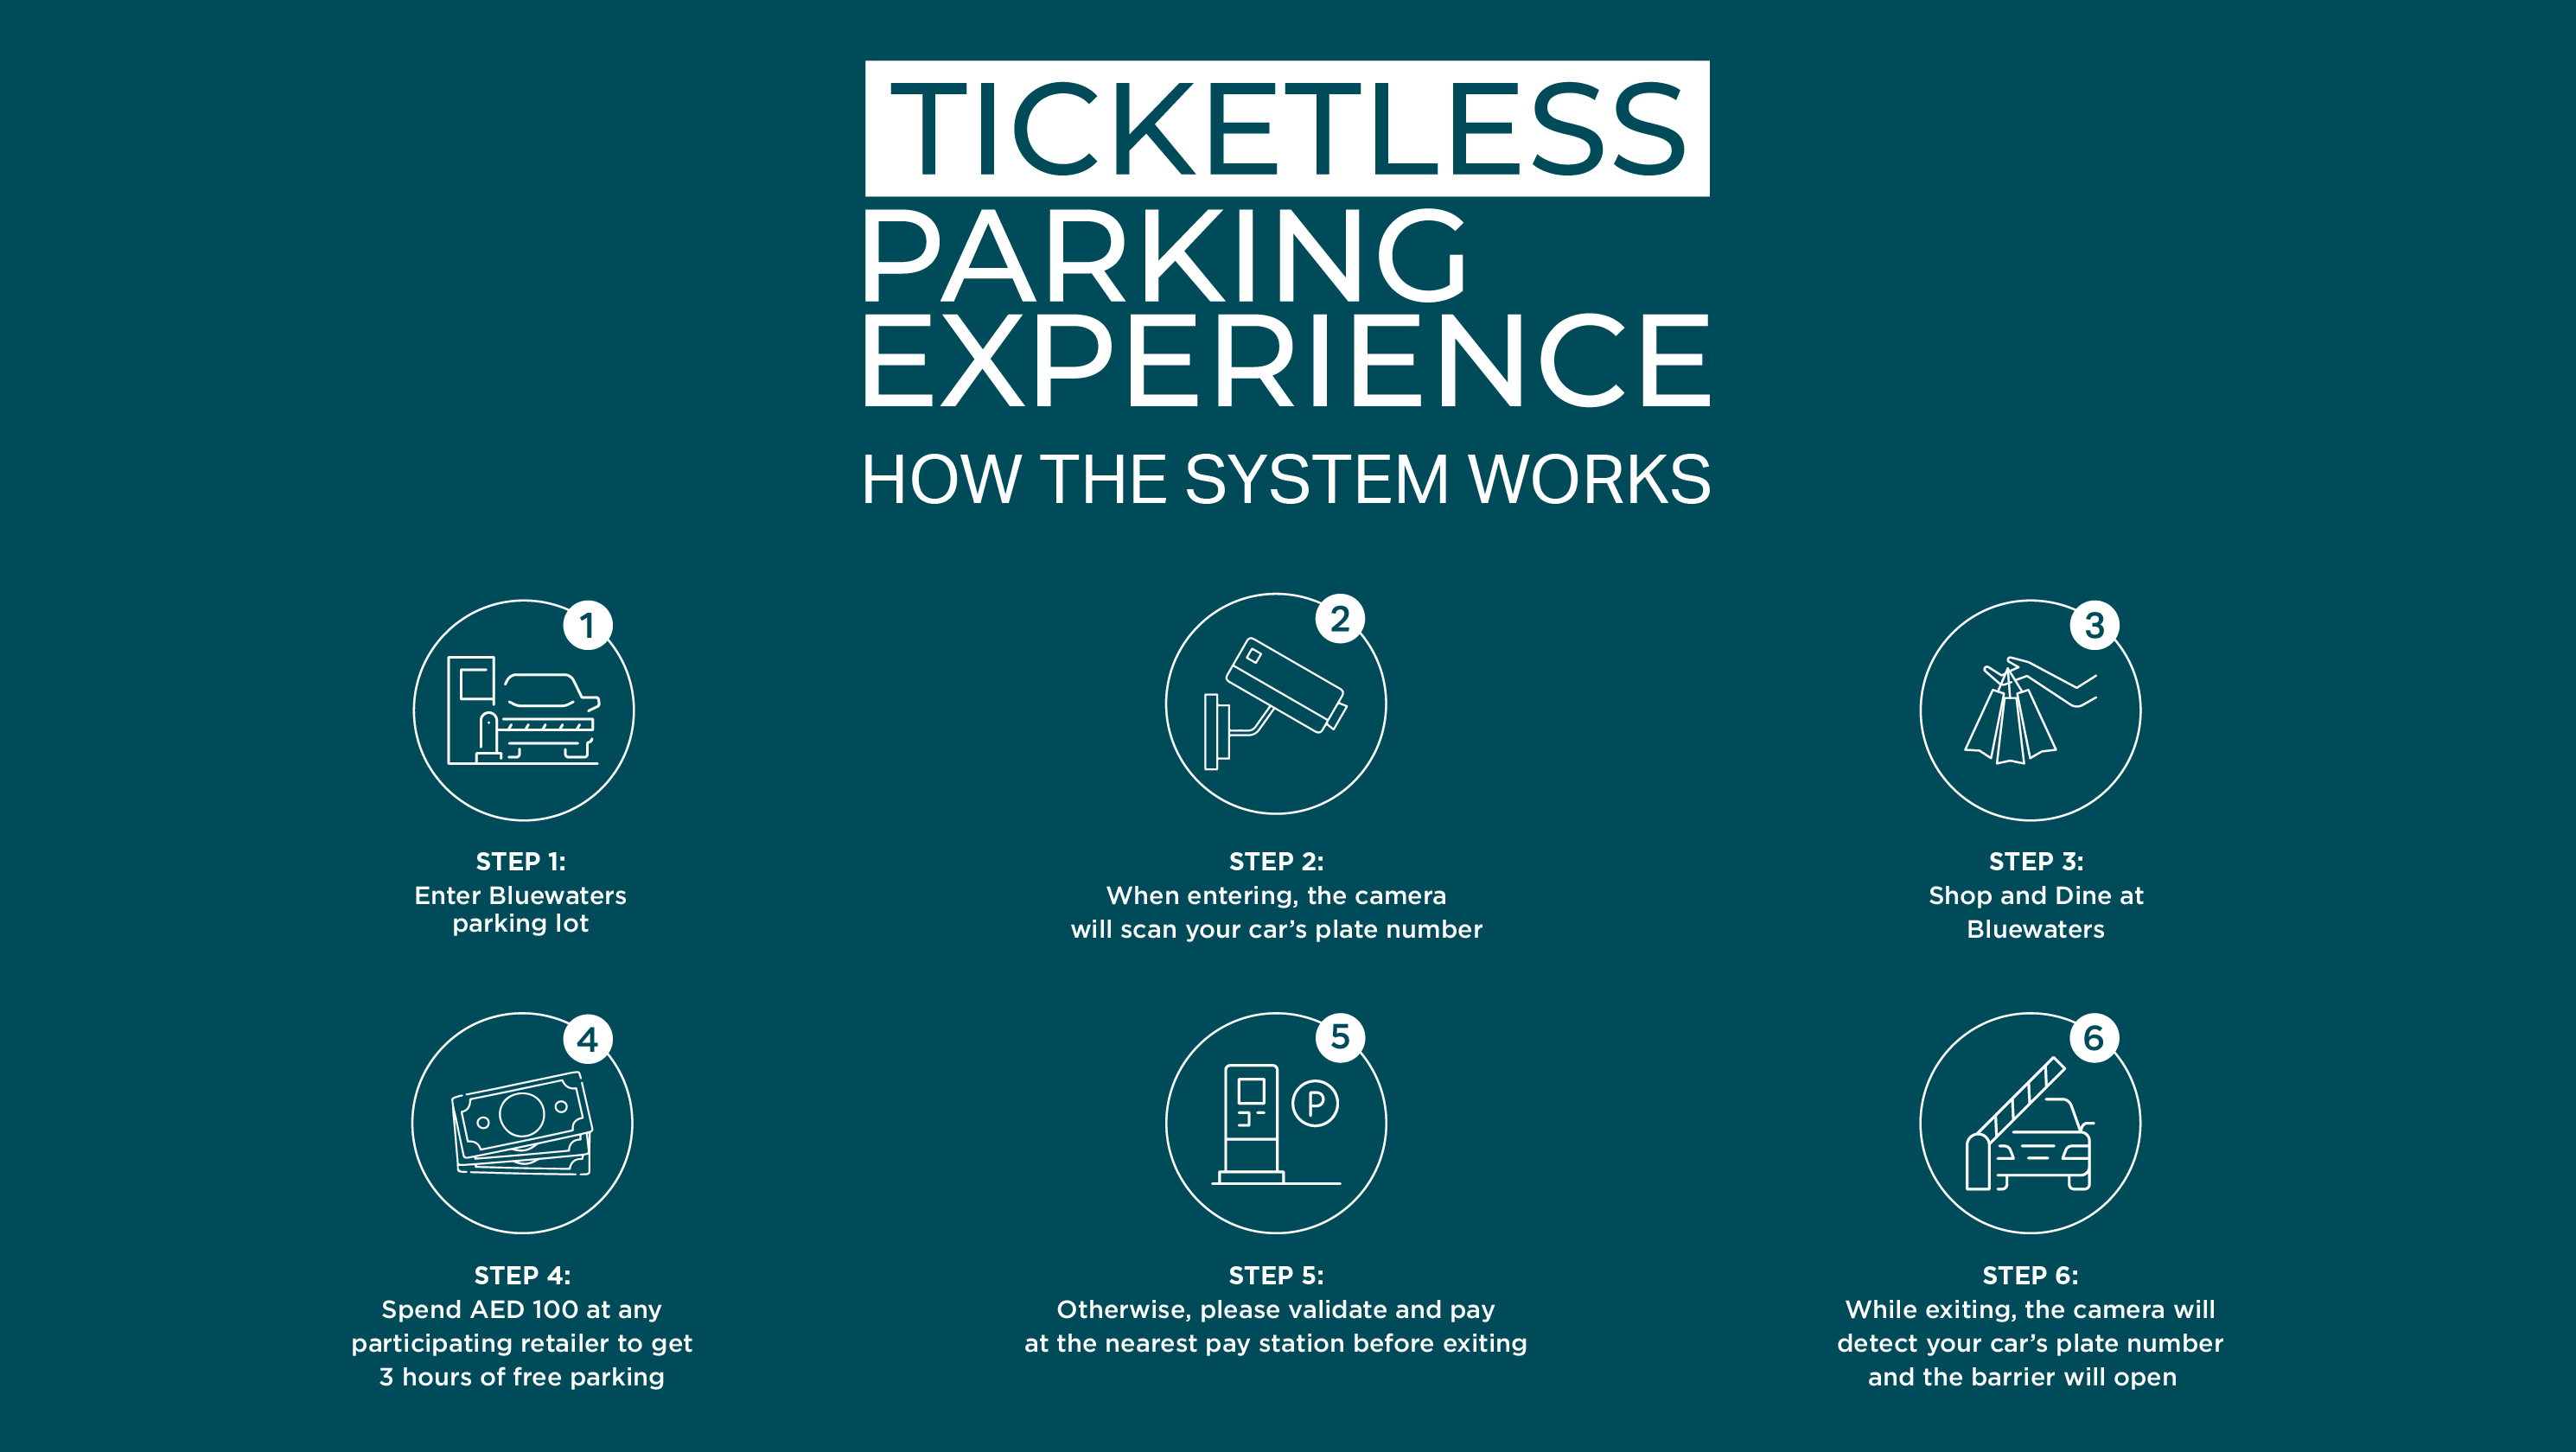 TICKETLESS
PARKING
EXPERIENCE
HOW THE SYSTEM WORKS
1
STEP 1:
Enter Bluewaters
parking lot
2
STEP 2:
When entering, the camera
will scan your car’s plate number
3
STEP 3:
Shop and Dine at
Bluewaters
4
STEP 4:
Spend AED 100 at any
participating retailer to get
3 hours of free parking
5
P
STEP 5:
Otherwise, please validate and pay
at the nearest pay station before exiting
6
STEP 6:
While exiting, the camera will
detect your car’s plate number
and the barrier will open